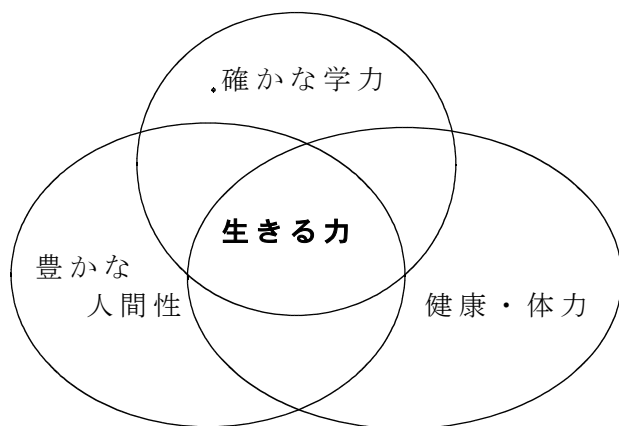 確かな学力
生きる力
豊かな
人間性
健康・体力